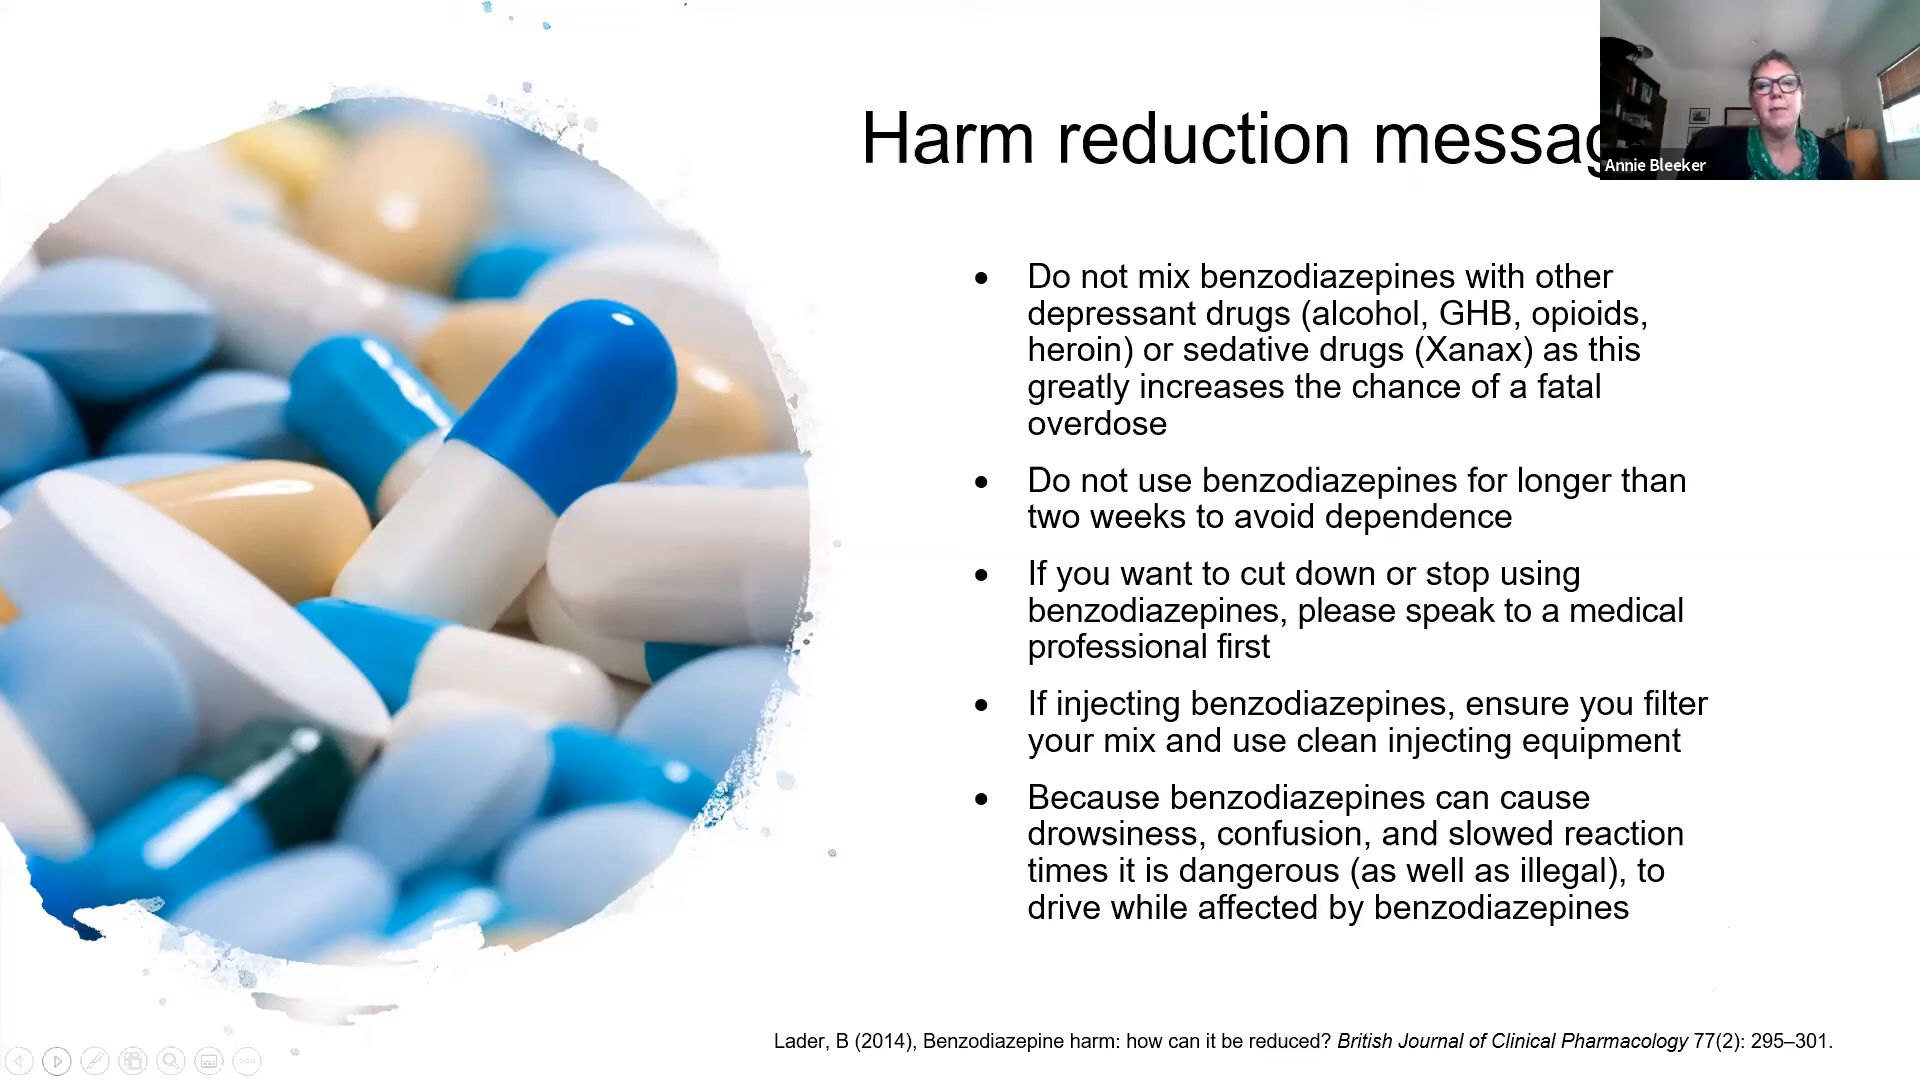 Harm reduction messag
Annie Bleeker
• Do not mix benzodiazepines with other
depressant drugs (alcohol, GHB, opioids,
heroin) or sedative drugs (Xanax) as this
greatly increases the chance of a fatal
overdose
• Do not use benzodiazepines for longer than
two weeks to avoid dependence
• If you want to cut down or stop using
benzodiazepines, please speak to a medical
professional first
• If injecting benzodiazepines, ensure you filter
your mix and use clean injecting equipment
• Because benzodiazepines can cause
drowsiness, confusion, and slowed reaction
times it is dangerous (as well as illegal), to
drive while affected by benzodiazepines
Lader, B (2014), Benzodiazepine harm: how can it be reduced? British Journal of Clinical Pharmacology 77(2): 295–301.